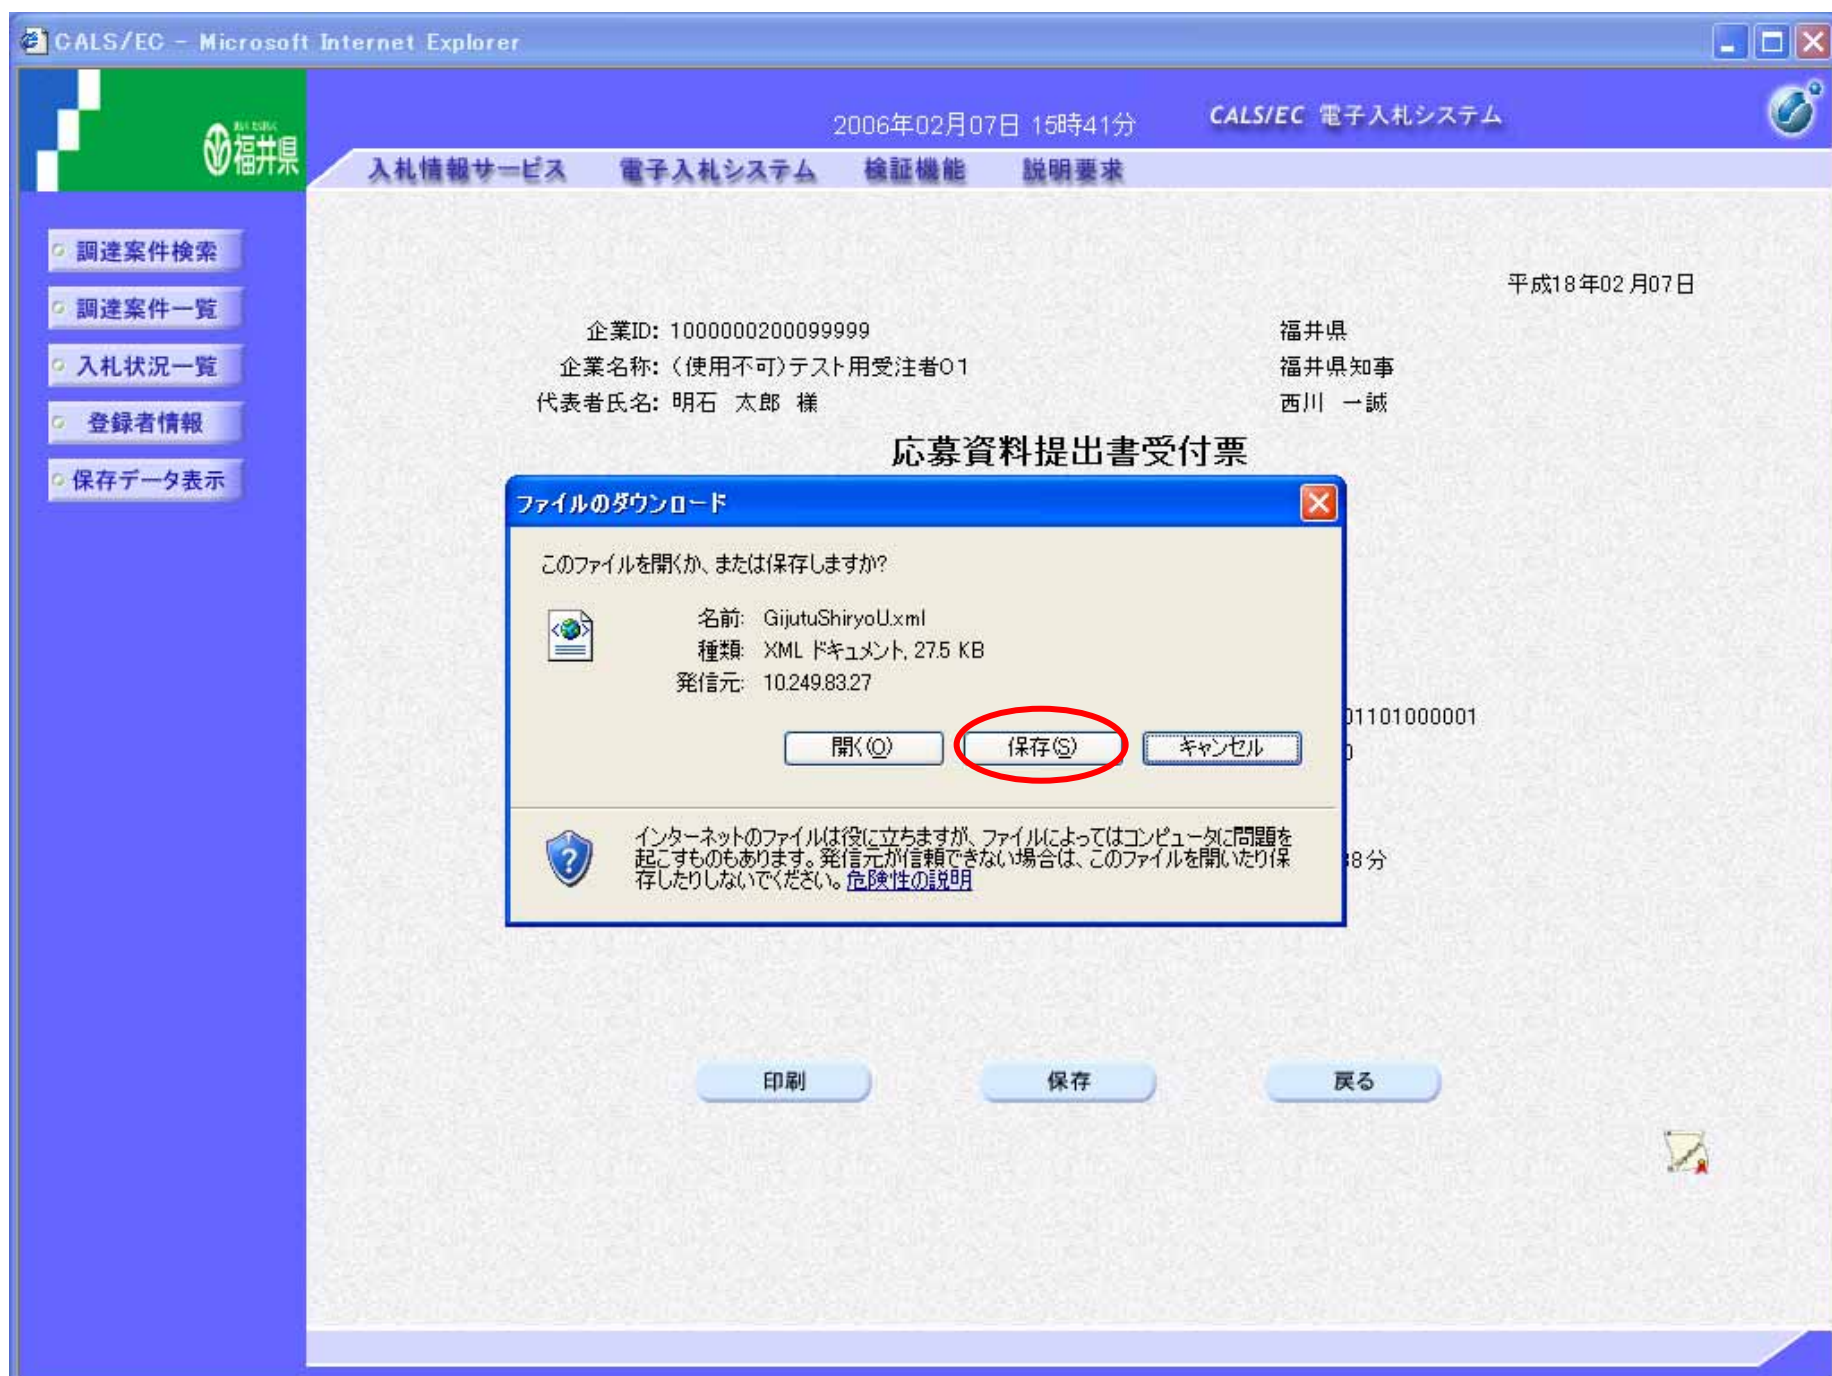 CALS/EC - Microsoft Internet Explorer
福井県
2006年02月07日 15時41分
CALS/EC 電子入札システム
入札情報サービス 電子入札システム 検証機能 説明要求
調達案件検索
調達案件一覧
入札状況一覧
登録者情報
保存データ表示
平成18年02月07日
企業ID: 1000000200099999
福井県
企業名称: (使用不可)テスト用受注者01
福井県知事
代表者氏名: 明石 太郎 様
西川 一誠
応募資料提出書受付票
ファイルのダウンロード
このファイルを開くか、または保存しますか?
名前: GijutuShiryoU.xml
種類: XML ドキュメント, 27.5 KB
発信元: 10.249.83.27
開く(O) 保存(S) キャンセル
インターネットのファイルは役に立ちますが、ファイルによってはコンピュータに問題を
起こすものもあります。発信元が信頼できない場合は、このファイルを開いたり保
存したりしないでください。危険性の説明
01101000001
8分
印刷 保存 戻る